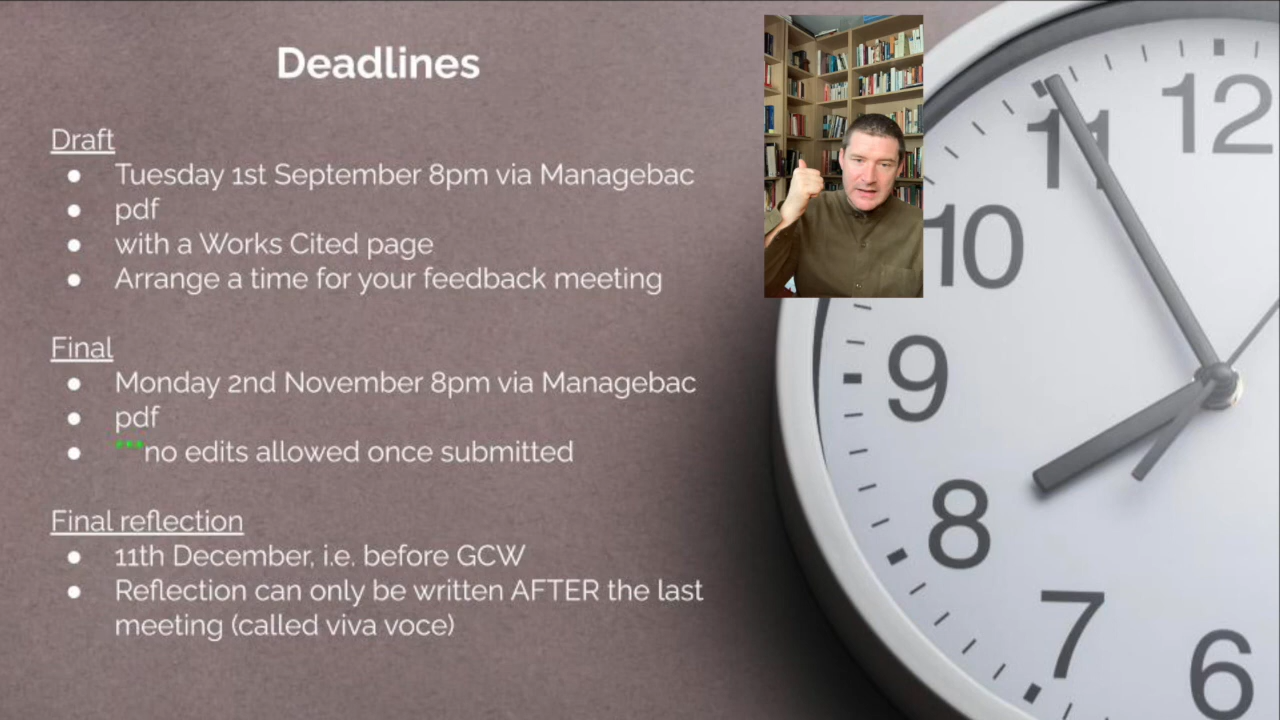 Deadlines
Draft
● Tuesday 1st September 8pm via Managebac
● pdf
● with a Works Cited page
● Arrange a time for your feedback meeting
Final
● Monday 2nd November 8pm via Managebac
● pdf
● ***no edits allowed once submitted
Final reflection
● 11th December, i.e. before GCW
● Reflection can only be written AFTER the last
meeting (called viva voce)
12
11
10
9
8
7
6